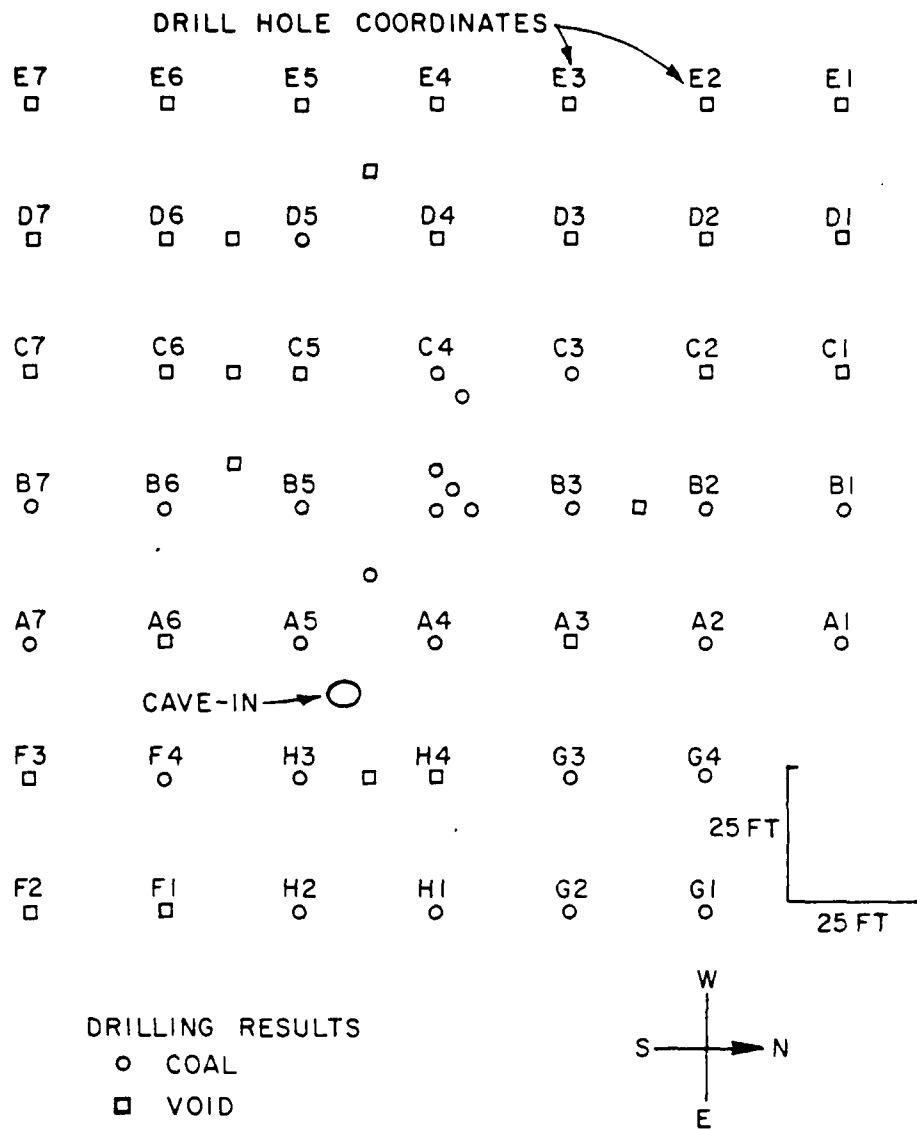 DRILL HOLE COORDINATES
E7 E6 E5 E4 E3 E2 E1
D7 D6 D5 D4 D3 D2 D1
C7 C6 C5 C4 C3 C2 C1
B7 B6 B5 B3 B2 B1
A7 A6 A5 A4 A3 A2 A1
CAVE-IN
F3 F4 H3 H4 G3 G4
25 FT
F2 F1 H2 H1 G2 G1
25 FT
W
DRILLING RESULTS
S N
COAL
VOID
E